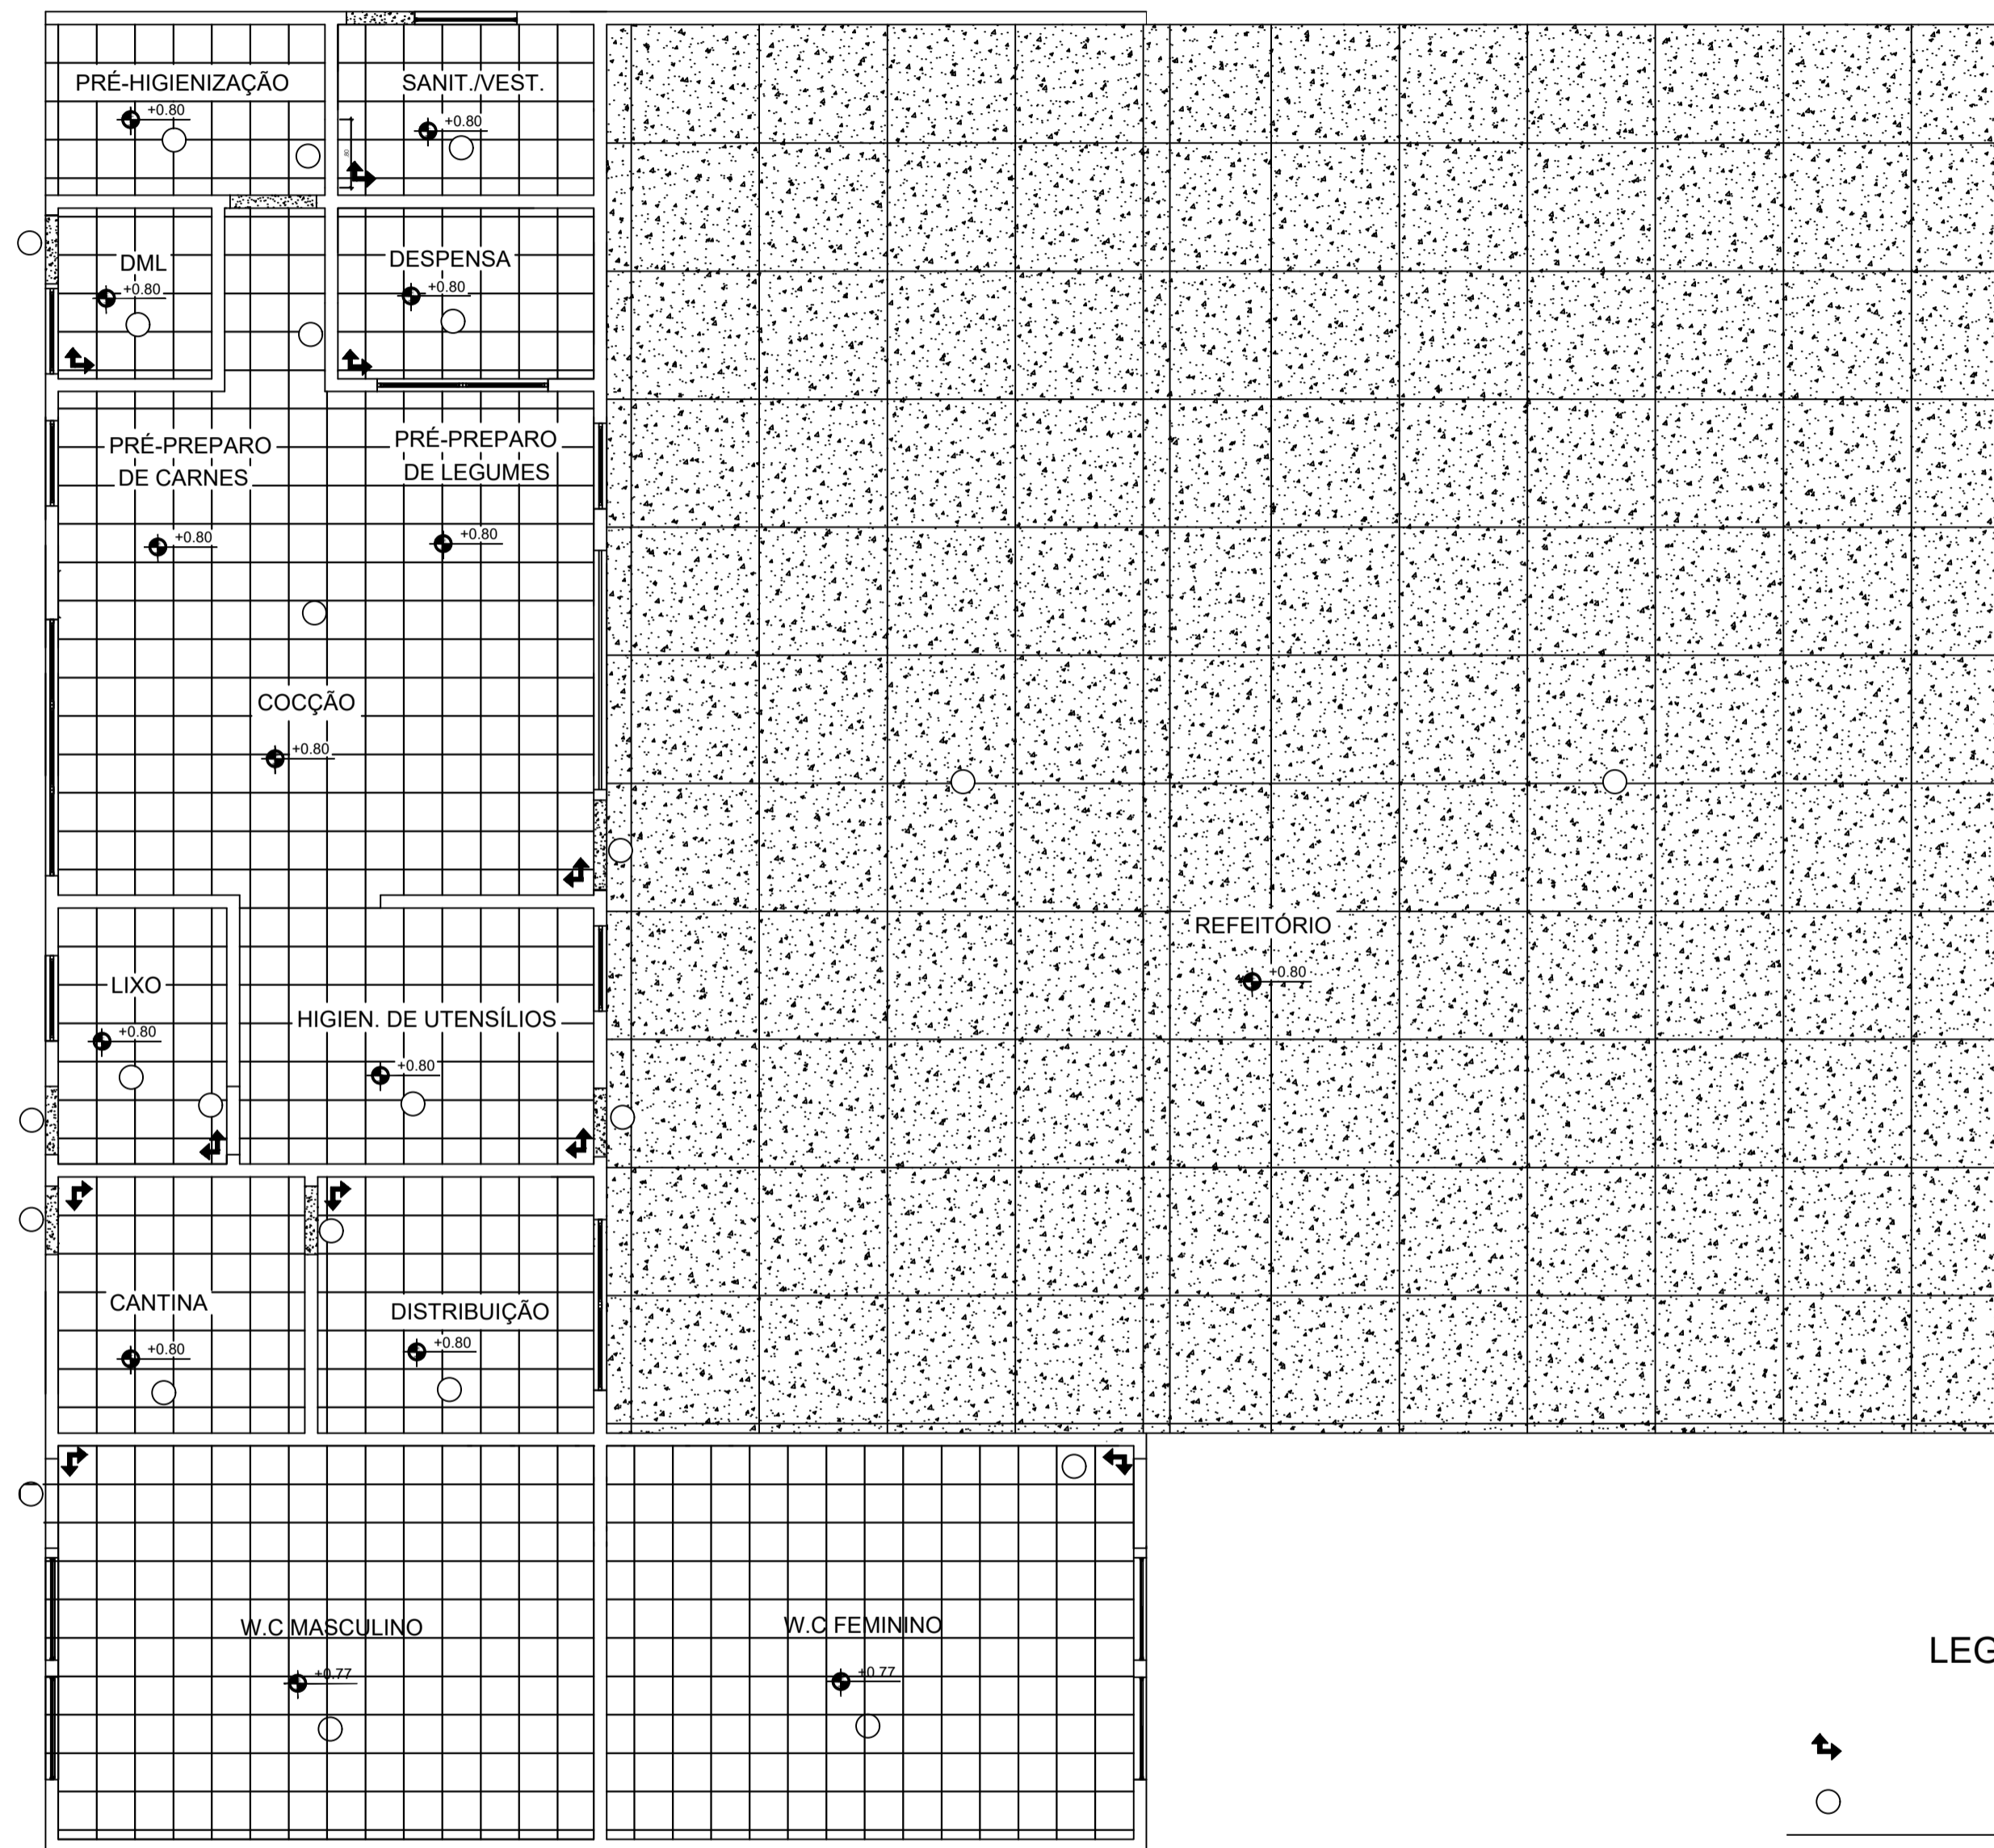 PRÉ-HIGIENIZAÇÃO
+0.80
SANIT./VEST.
+0.80
.80
DML
+0.80
DESPENSA
+0.80
PRÉ-PREPARO
DE CARNES
+0.80
PRÉ-PREPARO
DE LEGUMES
+0.80
COCÇÃO
+0.80
REFEITÓRIO
+0.80
LIXO
+0.80
HIGIEN. DE UTENSÍLIOS
+0.80
CANTINA
+0.80
DISTRIBUIÇÃO
+0.80
W.C MASCULINO
+0.77
W.C FEMININO
+0.77
LEG